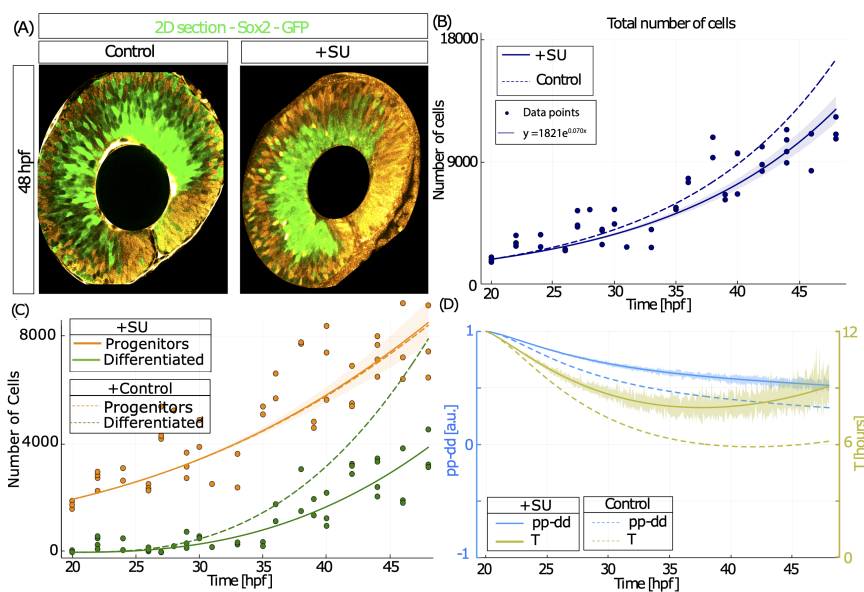 (A)
2D section - Sox2 - GFP
Control
+SU
48 hpf
(B)
Total number of cells
18000
9000
0
Number of cells
+SU
Control
Data points
y =1821e^0.070x
20 25 30 35 40 45
Time [hpf]
(C)
8000
4000
0
Number of Cells
+SU
Progenitors
Differentiated
+Control
Progenitors
Differentiated
20 25 30 35 40 45
Time [hpf]
(D)
1
0
-1
pp-dd [a.u.]
12
9
6
3
0
T[hours]
+SU
pp-dd
T
Control
pp-dd
T
20 25 30 35 40 45
Time [hpf]